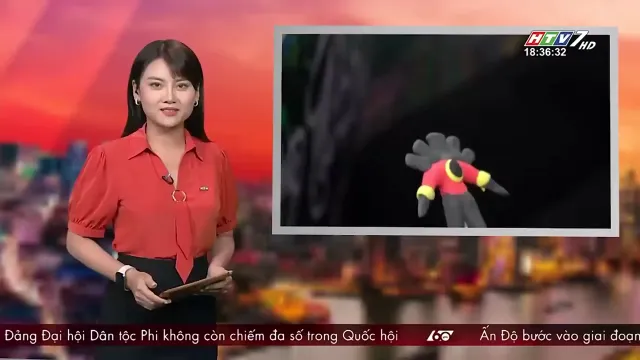 HTV7 HD
18:36:32
Đảng Đại hội Dân tộc Phi không còn chiếm đa số trong Quốc hội
60
Ấn Độ bước vào giai đoạn